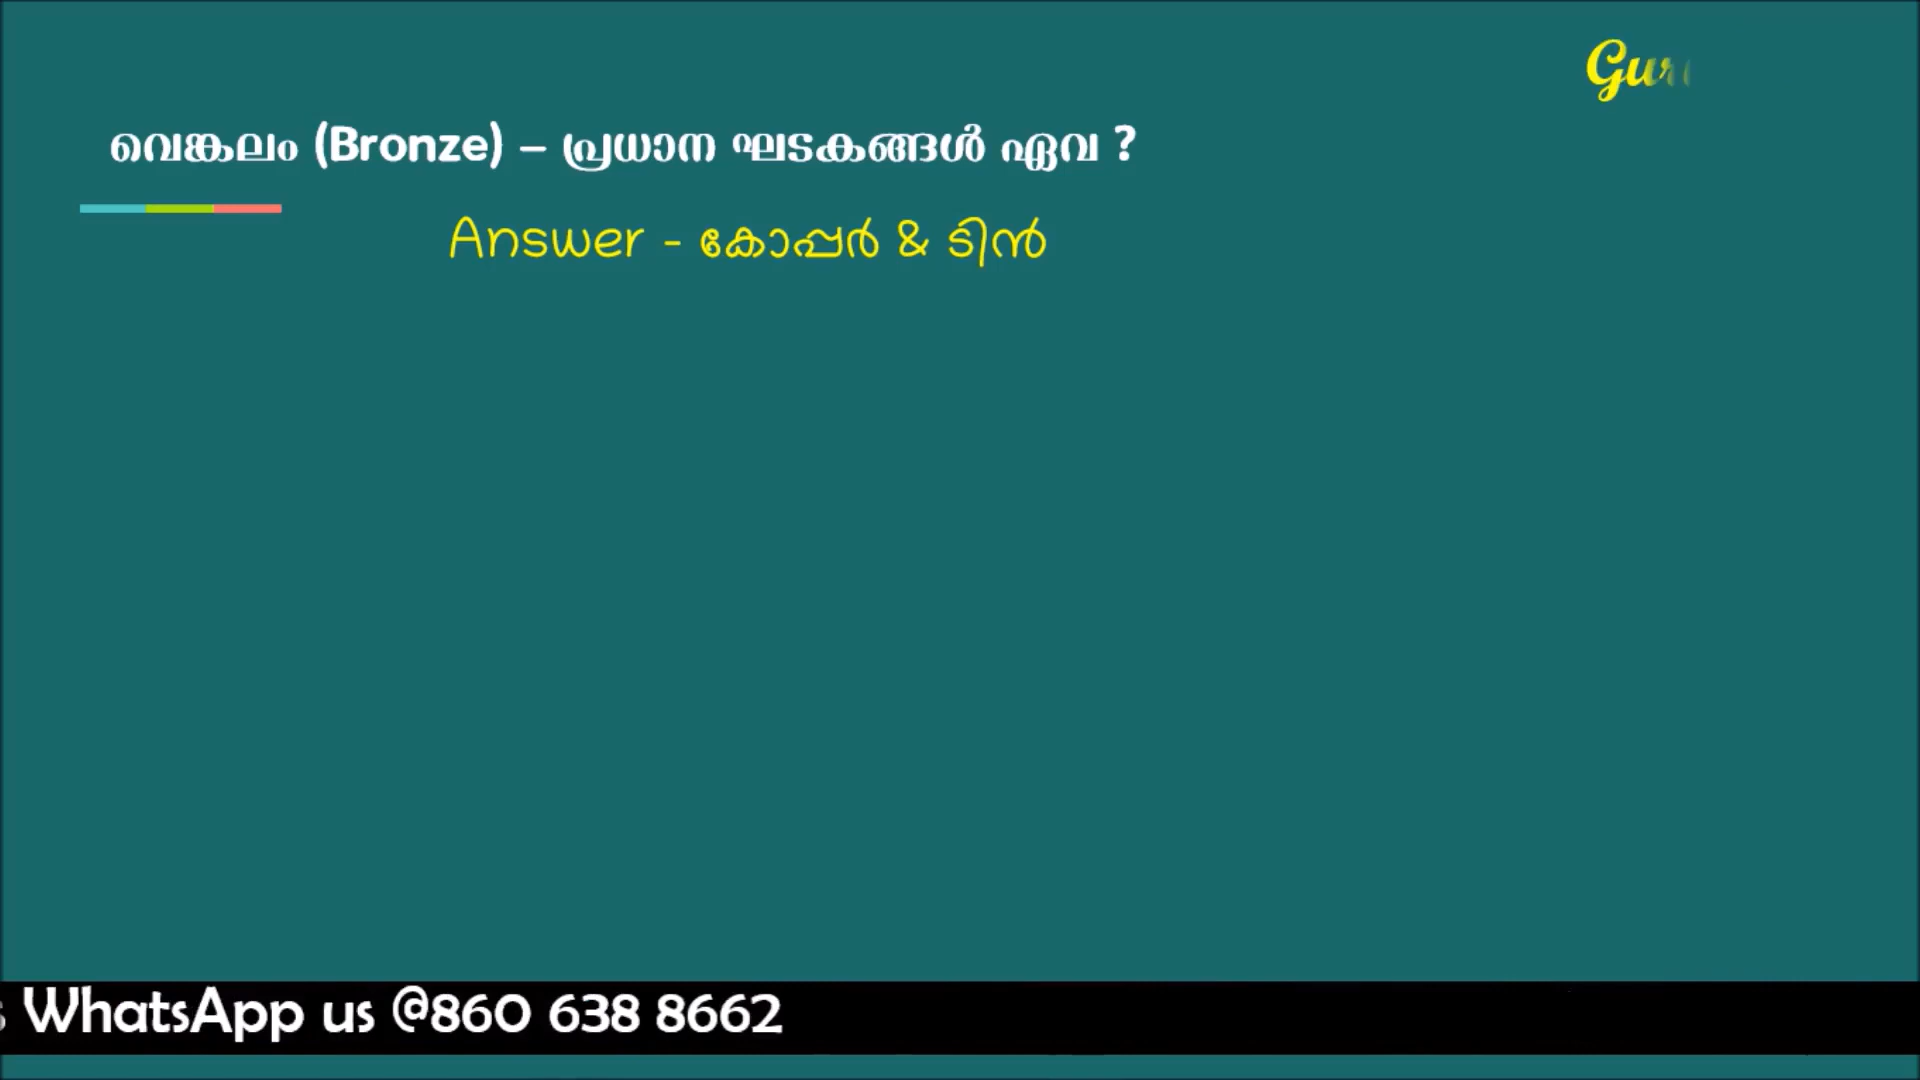 വെങ്കലം (Bronze) – പ്രധാന ഘടകങ്ങൾ ഏവ ?
Answer - കോപ്പർ & ടിൻ
WhatsApp us @860 638 8662